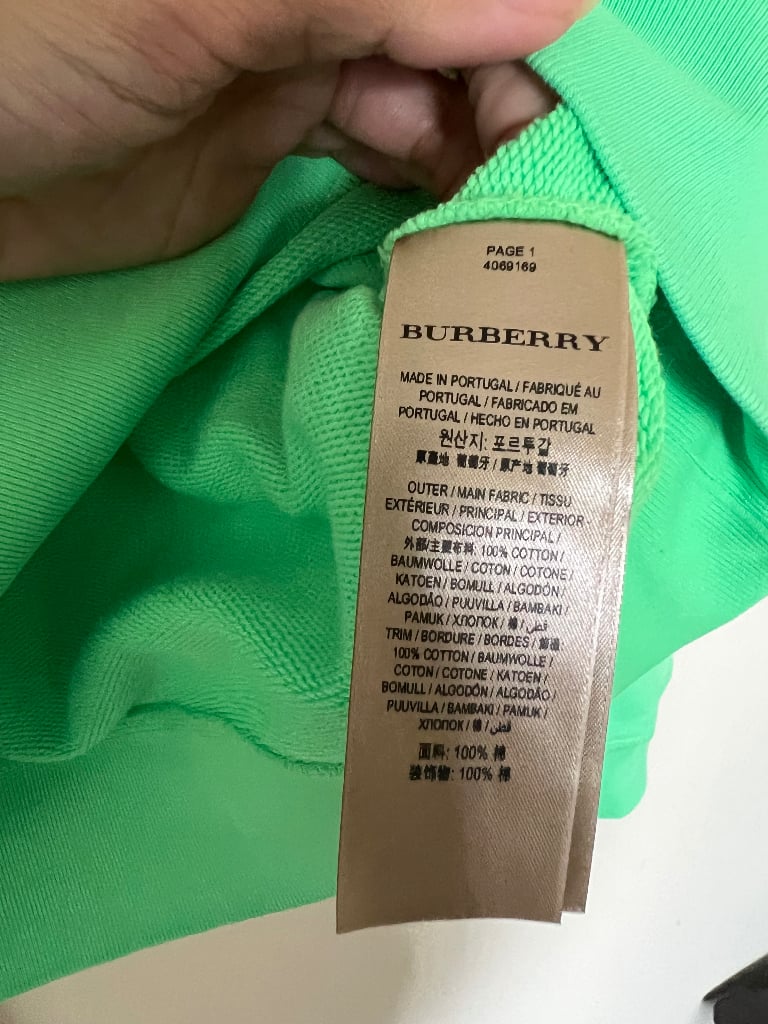 PAGE 1
4069169
BURBERRY
MADE IN PORTUGAL / FABRIQUÉ AU
PORTUGAL / FABRICADO EM
PORTUGAL / HECHO EN PORTUGAL
원산지: 포르투갈
原產地 葡萄牙 / 原产地 葡萄牙
OUTER / MAIN FABRIC / TISSU
EXTÉRIEUR / PRINCIPAL / EXTERIOR -
COMPOSICION PRINCIPAL /
外部/主要布料: 100% COTTON /
BAUMWOLLE / COTON / COTONE /
KATOEN / BOMULL / ALGODÓN /
ALGODÃO / PUUVILLA / BAMBAKI /
PAMUK / ХЛОПОК / 棉 / قطن
TRIM / BORDURE / BORDES / 飾邊
100% COTTON / BAUMWOLLE /
COTON / COTONE / KATOEN /
BOMULL / ALGODÓN / ALGODÃO /
PUUVILLA / BAMBAKI / PAMUK /
ХЛОПОК / 棉 / قطن
面料: 100% 棉
装饰物: 100% 棉